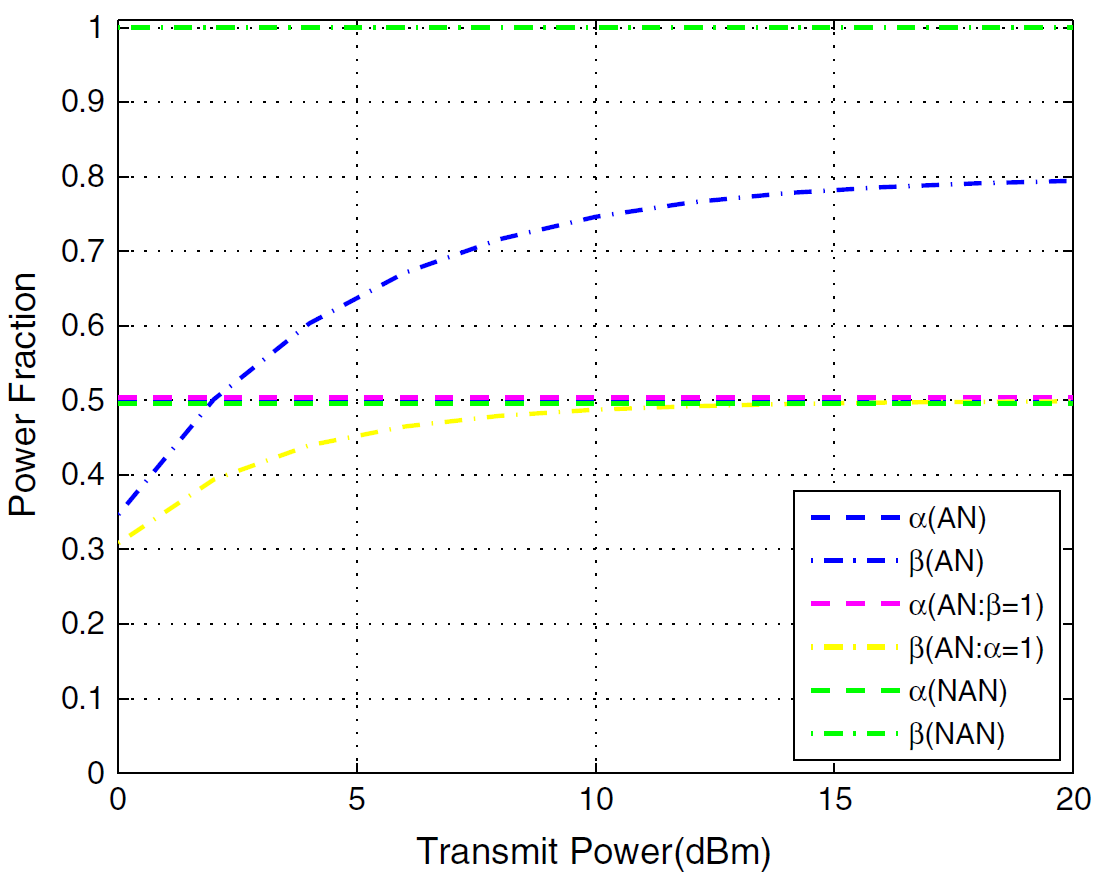 1
0.9
0.8
0.7
0.6
0.5
0.4
0.3
0.2
0.1
0
Power Fraction
0 5 10 15 20
Transmit Power(dBm)
α(AN)
β(AN)
α(AN:β=1)
β(AN:α=1)
α(NAN)
β(NAN)